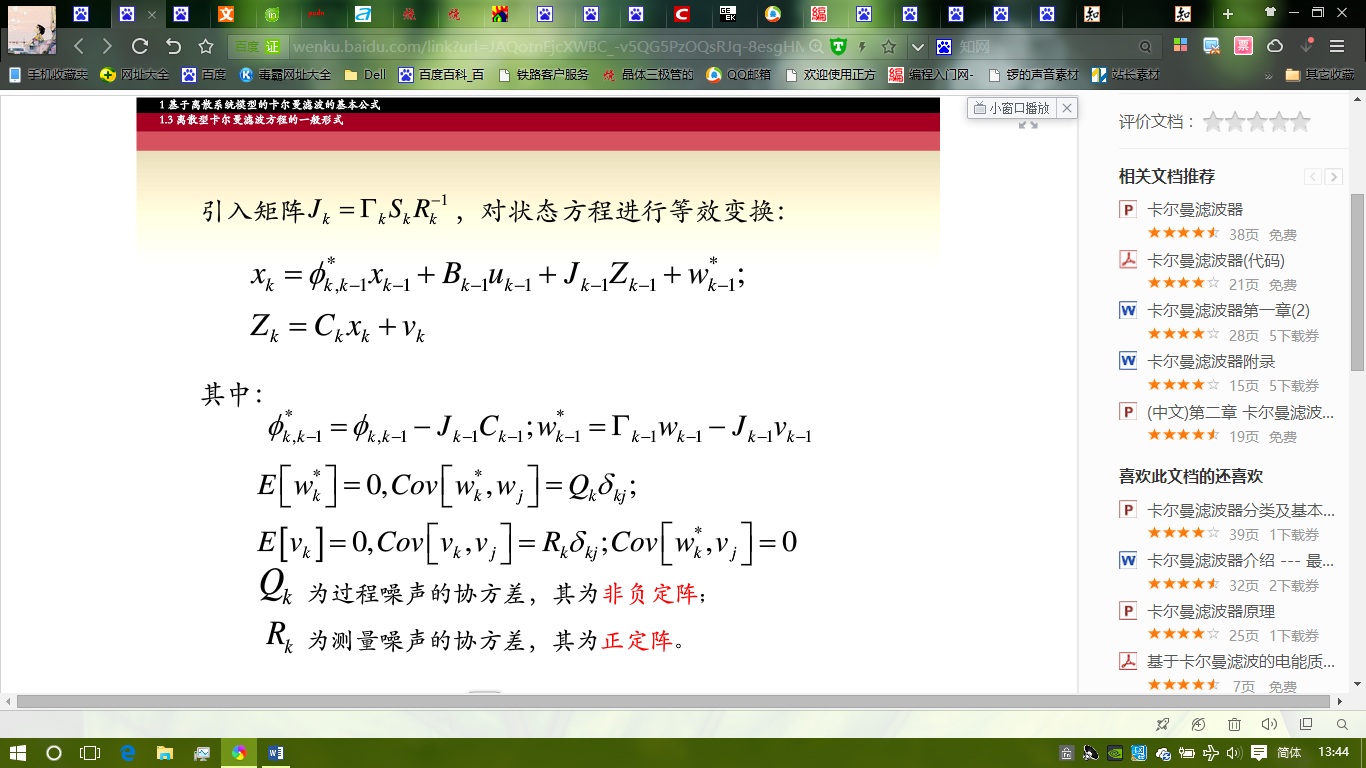 百度 证 wenku.baidu.com/link?url=JAQotnEjcXWBC_-v5QG5PzOQsRJq-8esgHM 知网
手机收藏夹 网址大全 百度 毒霸网址大全 Dell 百度百科_百 铁路客户服务 晶体三极管的 QQ邮箱 欢迎使用正方 编程入门网- 锣的声音素材 站长素材 » 其它收藏
1 基于离散系统模型的卡尔曼滤波的基本公式
1.3 离散型卡尔曼滤波方程的一般形式
小窗口播放
引入矩阵 J_k = Γ_k S_k R_k^{-1}，对状态方程进行等效变换：
x_k = ϕ^*_{k,k-1} x_{k-1} + B_{k-1} u_{k-1} + J_{k-1} Z_{k-1} + w^*_{k-1};
Z_k = C_k x_k + v_k
其中：
ϕ^*_{k,k-1} = ϕ_{k,k-1} − J_{k-1} C_{k-1}; w^*_{k-1} = Γ_{k-1} w_{k-1} − J_{k-1} v_{k-1}
E[w^*_k] = 0, Cov[w^*_k, w_j] = Q_k δ_{kj};
E[v_k] = 0, Cov[v_k, v_j] = R_k δ_{kj}; Cov[w^*_k, v_j] = 0
Q_k 为过程噪声的协方差，其为非负定阵；
R_k 为测量噪声的协方差，其为正定阵。
评价文档：
相关文档推荐
卡尔曼滤波器
38页 免费
卡尔曼滤波器(代码)
21页 免费
卡尔曼滤波器第一章(2)
28页 5下载券
卡尔曼滤波器附录
15页 5下载券
(中文)第二章 卡尔曼滤波...
19页 免费
喜欢此文档的还喜欢
卡尔曼滤波器分类及基本...
39页 1下载券
卡尔曼滤波器介绍 --- 最...
32页 2下载券
卡尔曼滤波器原理
25页 1下载券
基于卡尔曼滤波的电能质...
7页 免费
简体 13:44